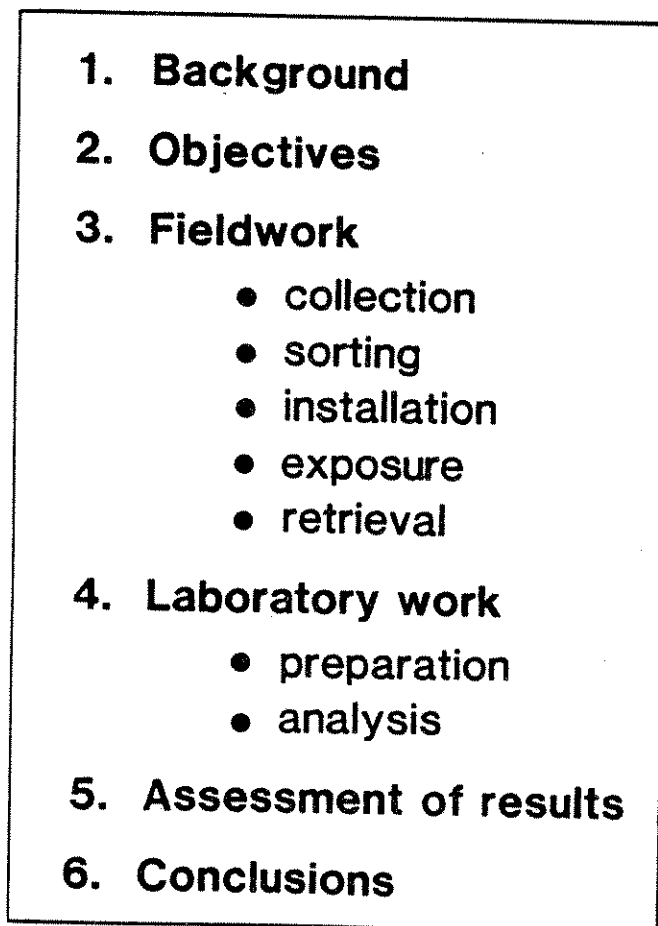 1. Background
2. Objectives
3. Fieldwork
● collection
● sorting
● installation
● exposure
● retrieval
4. Laboratory work
● preparation
● analysis
5. Assessment of results
6. Conclusions